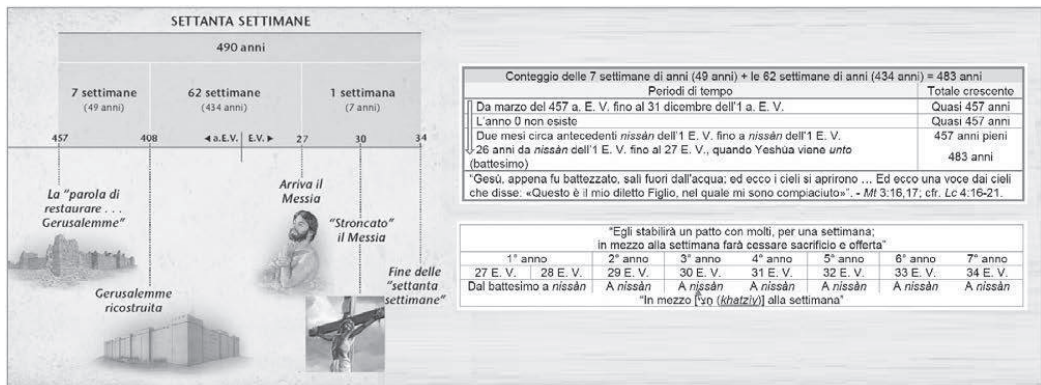 SETTANTA SETTIMANE
490 anni
7 settimane
(49 anni)
62 settimane
(434 anni)
1 settimana
(7 anni)
457
408
◄ a.E.V.
E.V. ►
27
30
34
La "parola di
restaurare . . .
Gerusalemme"
Gerusalemme
ricostruita
Arriva il
Messia
"Stroncato"
il Messia
Fine delle
"settanta
settimane"
Conteggio delle 7 settimane di anni (49 anni) + le 62 settimane di anni (434 anni) = 483 anni
Periodi di tempo Totale crescente
Da marzo del 457 a. E. V. fino al 31 dicembre dell'1 a. E. V. Quasi 457 anni
L'anno 0 non esiste Quasi 457 anni
Due mesi circa antecedenti nissàn dell'1 E. V. fino a nissàn dell'1 E. V. 457 anni pieni
26 anni da nissàn dell'1 E. V. fino al 27 E. V., quando Yeshùa viene unto
(battesimo) 483 anni
"Gesù, appena fu battezzato, salì fuori dall'acqua; ed ecco i cieli si aprirono ... Ed ecco una voce dai cieli
che disse: «Questo è il mio diletto Figlio, nel quale mi sono compiaciuto»". - Mt 3:16,17; cfr. Lc 4:16-21.
"Egli stabilirà un patto con molti, per una settimana;
in mezzo alla settimana farà cessare sacrificio e offerta"
1° anno 2° anno 3° anno 4° anno 5° anno 6° anno 7° anno
27 E. V. 28 E. V. 29 E. V. 30 E. V. 31 E. V. 32 E. V. 33 E. V. 34 E. V.
Dal battesimo a nissàn A nissàn A nissàn A nissàn A nissàn A nissàn A nissàn
"In mezzo [חצי (khatziy)] alla settimana"